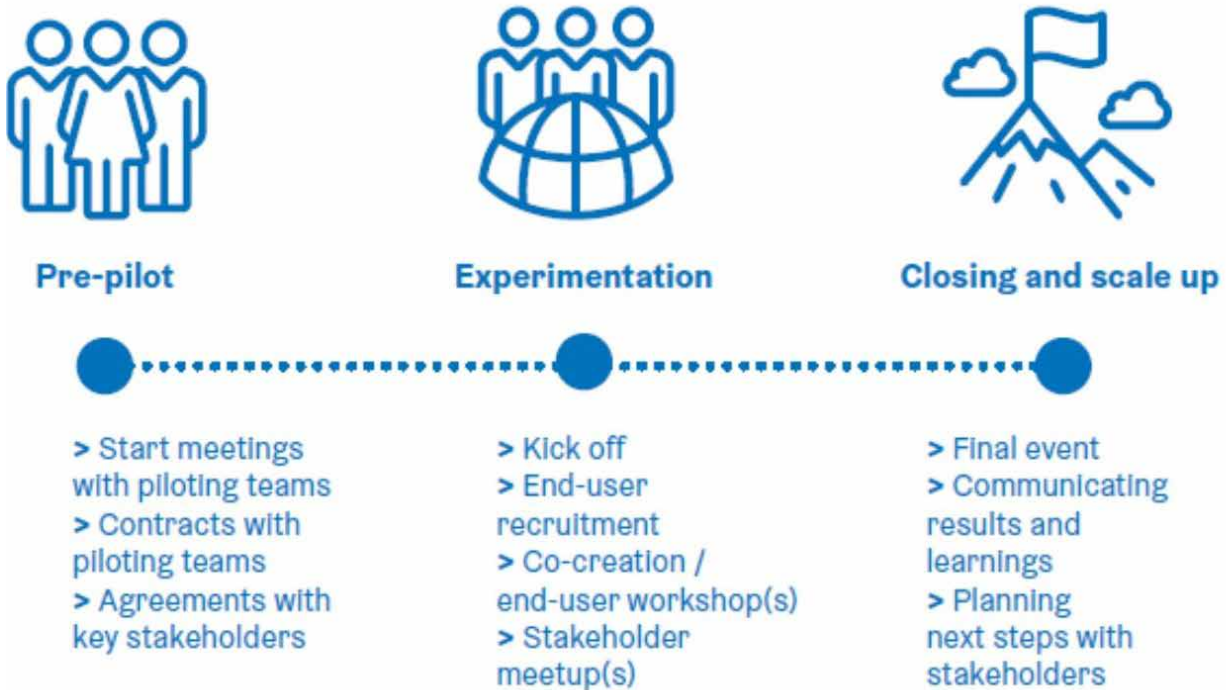 Pre-pilot
Experimentation
Closing and scale up
> Start meetings
with piloting teams
> Contracts with
piloting teams
> Agreements with
key stakeholders
> Kick off
> End-user
recruitment
> Co-creation /
end-user workshop(s)
> Stakeholder
meetup(s)
> Final event
> Communicating
results and
learnings
> Planning
next steps with
stakeholders